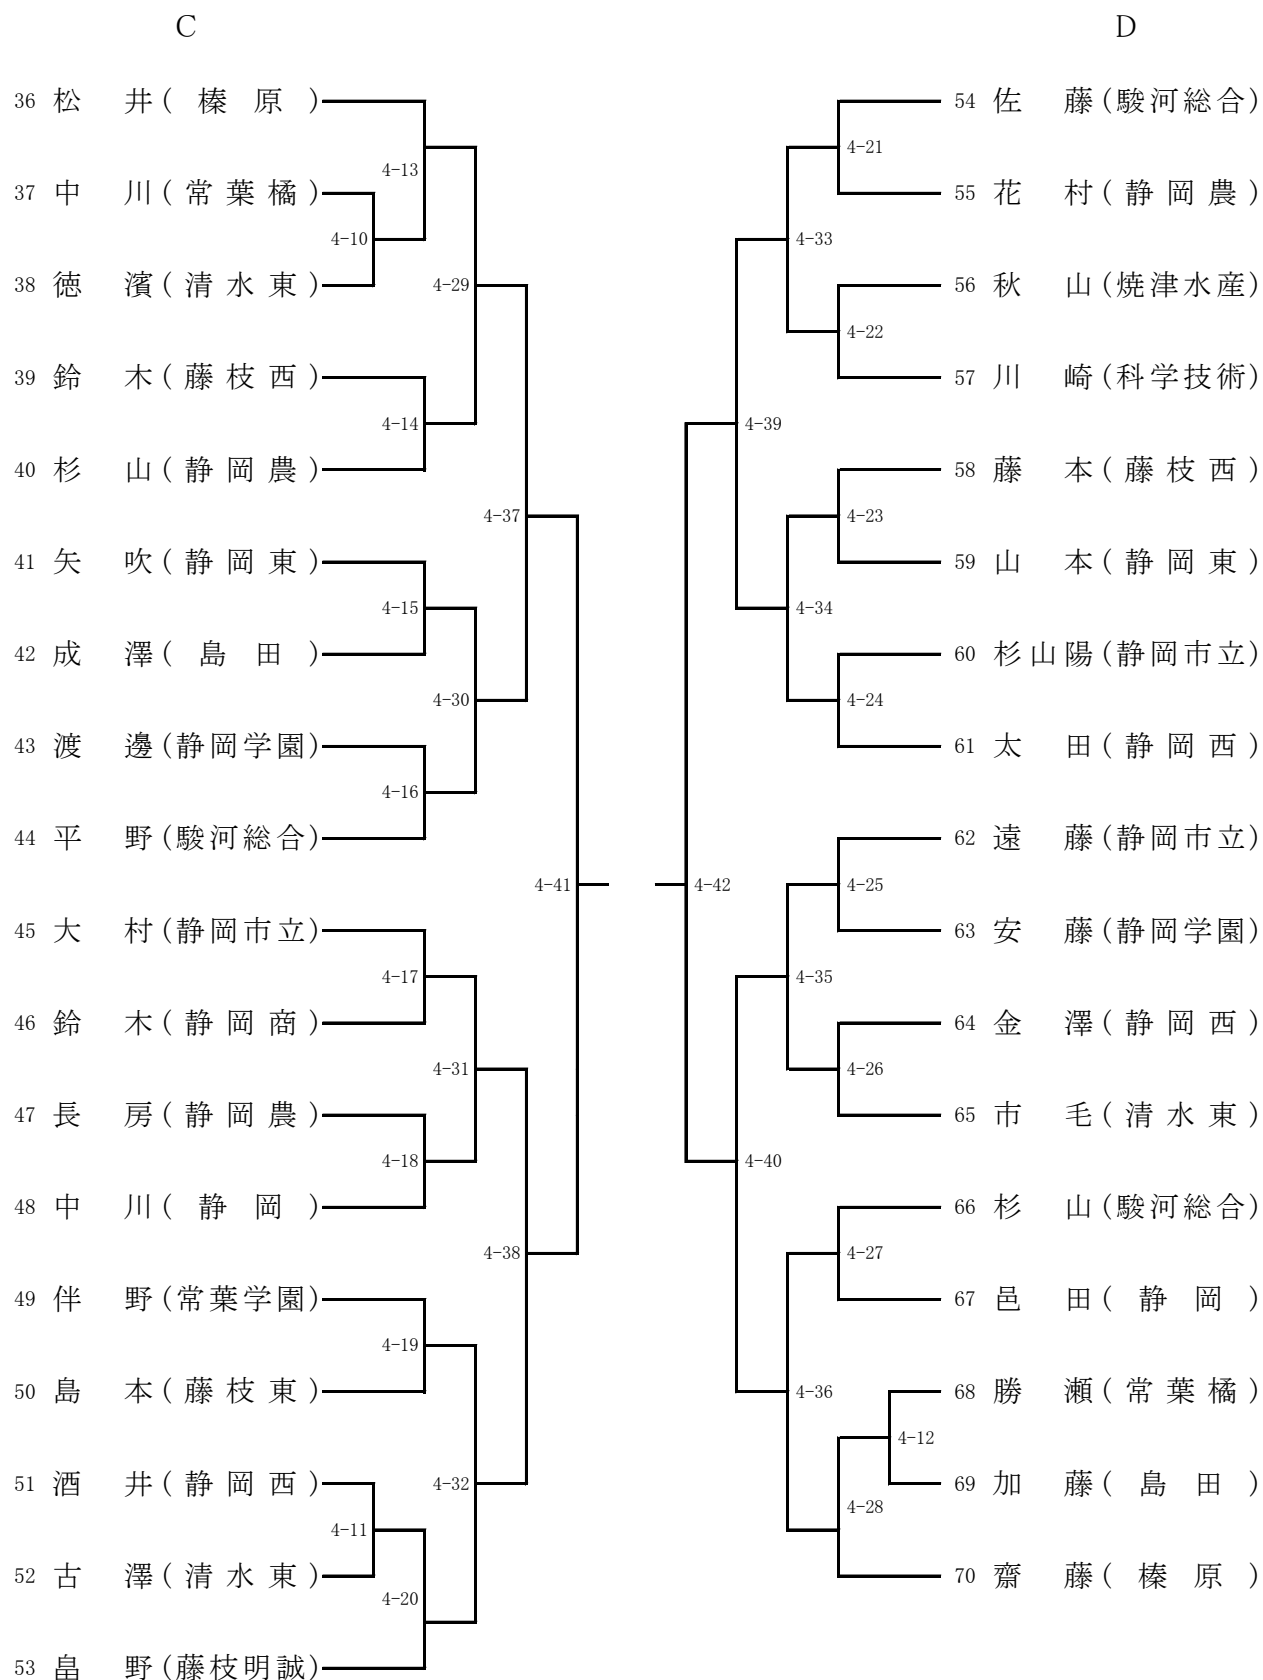 C
36 松 井 ( 榛 原 )
4-13
37 中 川 ( 常 葉 橘 )
4-10
38 徳 濱 ( 清 水 東 )
4-29
39 鈴 木 ( 藤 枝 西 )
4-14
40 杉 山 ( 静 岡 農 )
4-37
41 矢 吹 ( 静 岡 東 )
4-15
42 成 澤 ( 島 田 )
4-30
43 渡 邊 (静岡学園)
4-16
44 平 野 (駿河総合)
4-41
45 大 村 (静岡市立)
4-17
46 鈴 木 ( 静 岡 商 )
4-31
47 長 房 ( 静 岡 農 )
4-18
48 中 川 ( 静 岡 )
4-38
49 伴 野 (常葉学園)
4-19
50 島 本 ( 藤 枝 東 )
51 酒 井 ( 静 岡 西 )
4-32
4-11
52 古 澤 ( 清 水 東 )
4-20
53 畠 野 (藤枝明誠)
D
54 佐 藤 (駿河総合)
4-21
55 花 村 ( 静 岡 農 )
4-33
56 秋 山 (焼津水産)
4-22
57 川 崎 (科学技術)
4-39
58 藤 本 ( 藤 枝 西 )
4-23
59 山 本 ( 静 岡 東 )
4-34
60 杉山陽 (静岡市立)
4-24
61 太 田 ( 静 岡 西 )
62 遠 藤 (静岡市立)
4-42
4-25
63 安 藤 (静岡学園)
4-35
64 金 澤 ( 静 岡 西 )
4-26
65 市 毛 ( 清 水 東 )
4-40
66 杉 山 (駿河総合)
4-27
67 邑 田 ( 静 岡 )
4-36
68 勝 瀬 ( 常 葉 橘 )
4-12
69 加 藤 ( 島 田 )
4-28
70 齋 藤 ( 榛 原 )